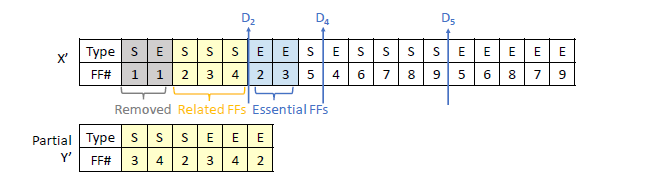 D2 D4 D5
X' Type S E S S S E E S E S S S S E E E E E
FF# 1 1 2 3 4 2 3 5 4 6 7 8 9 5 6 8 7 9
Removed Related FFs Essential FFs
Partial Y' Type S S S E E E
FF# 3 4 2 3 4 2